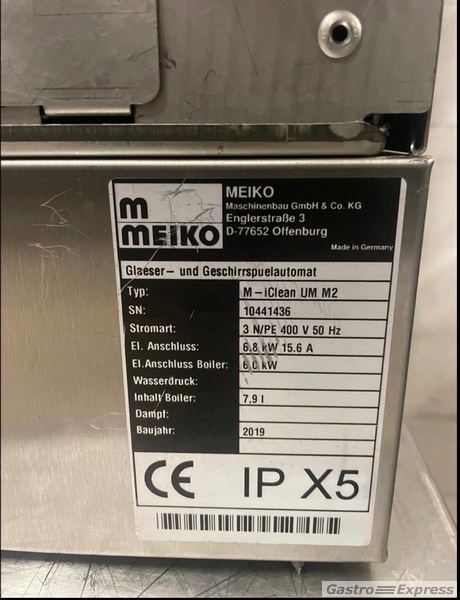 m
MEIKO
MEIKO
Maschinenbau GmbH & Co. KG
Englerstraße 3
D-77652 Offenburg
Made in Germany
Glaeser- und Geschirrspuelautomat
Typ: M-iClean UM M2
SN: 10441436
Stromart: 3 N/PE 400 V 50 Hz
El. Anschluss: 6.8 kW 15.6 A
El.Anschluss Boiler: 6.0 kW
Wasserdruck:
Inhalt Boiler: 7,9 l
Dampf:
Baujahr: 2019
CE IP X5
Gastro Express